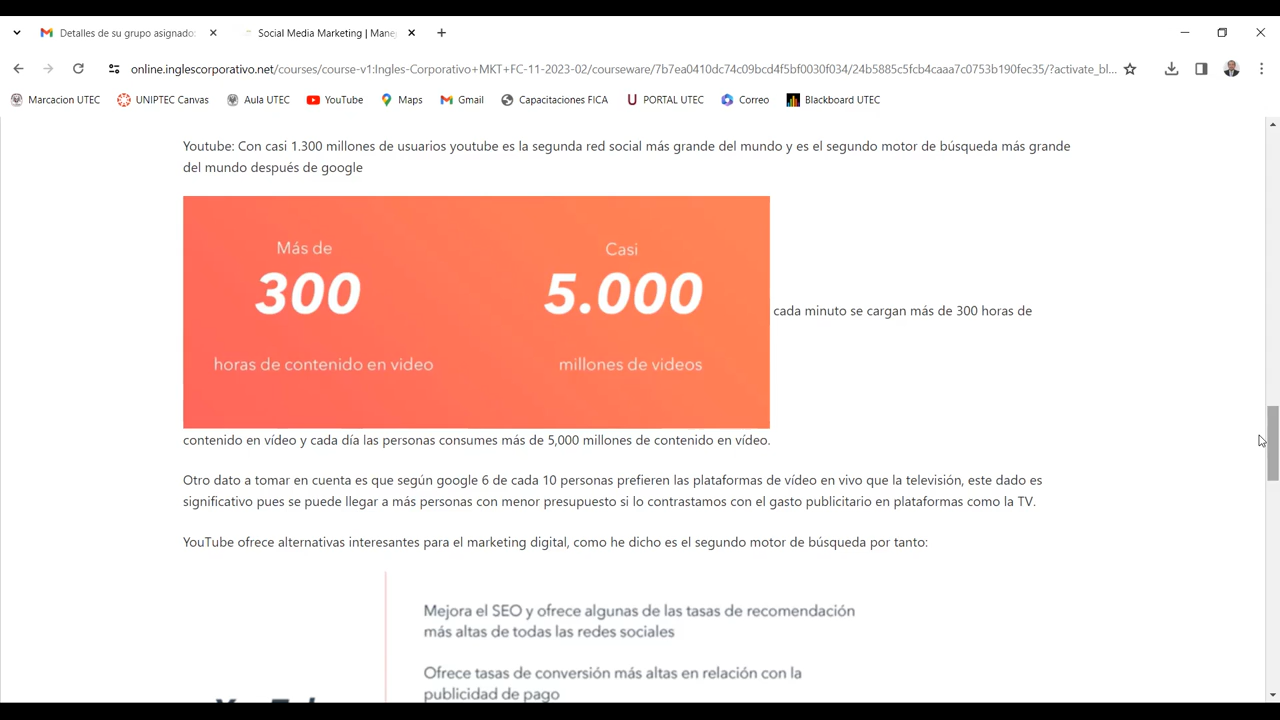 Detalles de su grupo asignado:
Social Media Marketing | Mane
online.inglescorporativo.net/courses/course-v1:Ingles-Corporativo+MKT+FC-11-2023-02/courseware/7b7ea0410dc74c09bcd4f5bf0030f034/24b5885c5fcb4caaa7c0753b190fec35/?activate_bl...
Marcacion UTEC UNIPTEC Canvas Aula UTEC YouTube Maps Gmail Capacitaciones FICA PORTAL UTEC Correo Blackboard UTEC
Youtube: Con casi 1.300 millones de usuarios youtube es la segunda red social más grande del mundo y es el segundo motor de búsqueda más grande
del mundo después de google
Más de
300
horas de contenido en video
Casi
5.000
millones de videos
cada minuto se cargan más de 300 horas de
contenido en vídeo y cada día las personas consumes más de 5,000 millones de contenido en vídeo.
Otro dato a tomar en cuenta es que según google 6 de cada 10 personas prefieren las plataformas de vídeo en vivo que la televisión, este dado es
significativo pues se puede llegar a más personas con menor presupuesto si lo contrastamos con el gasto publicitario en plataformas como la TV.
YouTube ofrece alternativas interesantes para el marketing digital, como he dicho es el segundo motor de búsqueda por tanto:
Mejora el SEO y ofrece algunas de las tasas de recomendación
más altas de todas las redes sociales
Ofrece tasas de conversión más altas en relación con la
publicidad de pago